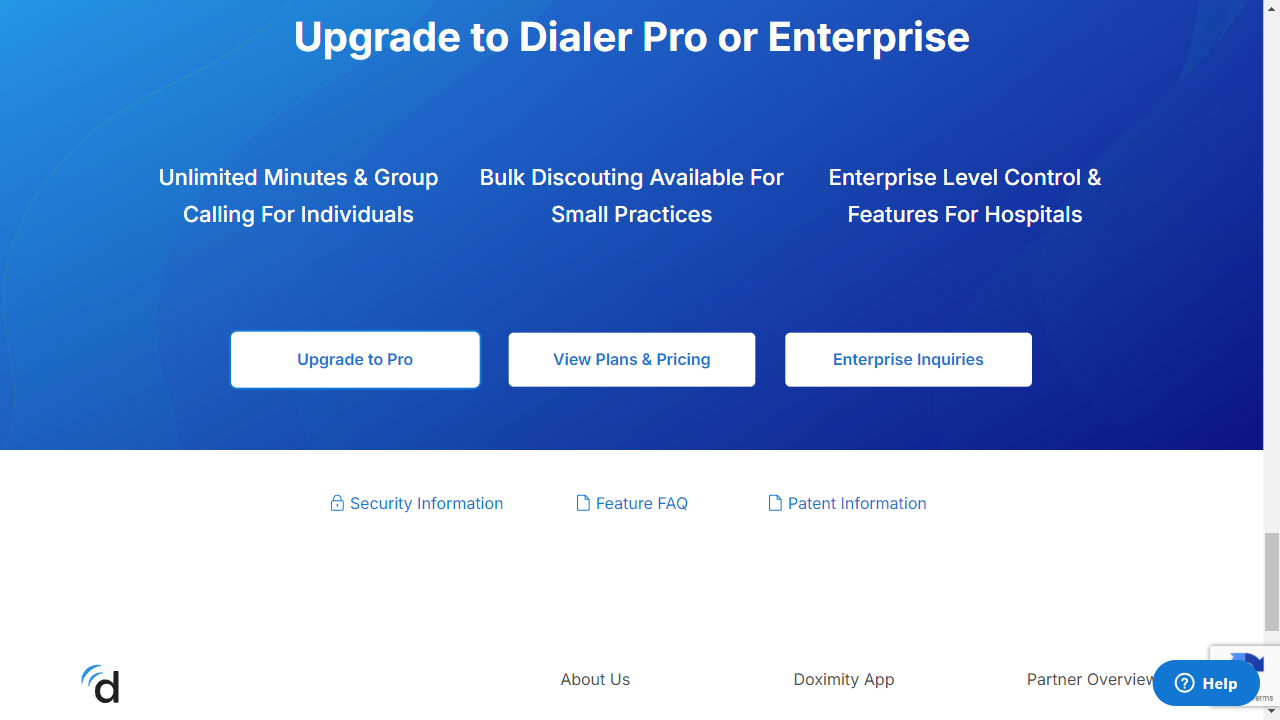 Upgrade to Dialer Pro or Enterprise
Unlimited Minutes & Group
Calling For Individuals
Bulk Discouting Available For
Small Practices
Enterprise Level Control &
Features For Hospitals
Upgrade to Pro
View Plans & Pricing
Enterprise Inquiries
Security Information
Feature FAQ
Patent Information
d
About Us
Doximity App
Partner Overview
Help